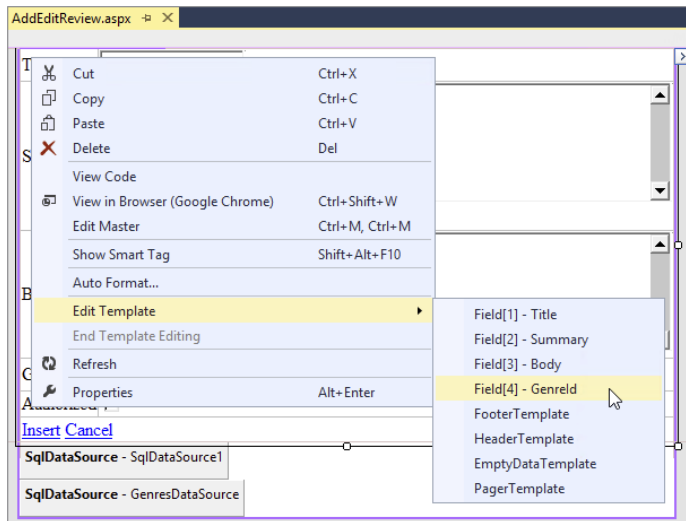 AddEditReview.aspx
T
Cut Ctrl+X
Copy Ctrl+C
Paste Ctrl+V
S
Delete Del
View Code
View in Browser (Google Chrome) Ctrl+Shift+W
Edit Master Ctrl+M, Ctrl+M
Show Smart Tag Shift+Alt+F10
Auto Format...
B
Edit Template
Field[1] - Title
End Template Editing
Field[2] - Summary
Refresh
Field[3] - Body
G
Properties Alt+Enter
Field[4] - GenreId
Authorized
FooterTemplate
Insert Cancel
HeaderTemplate
SqlDataSource - SqlDataSource1
EmptyDataTemplate
SqlDataSource - GenresDataSource
PagerTemplate